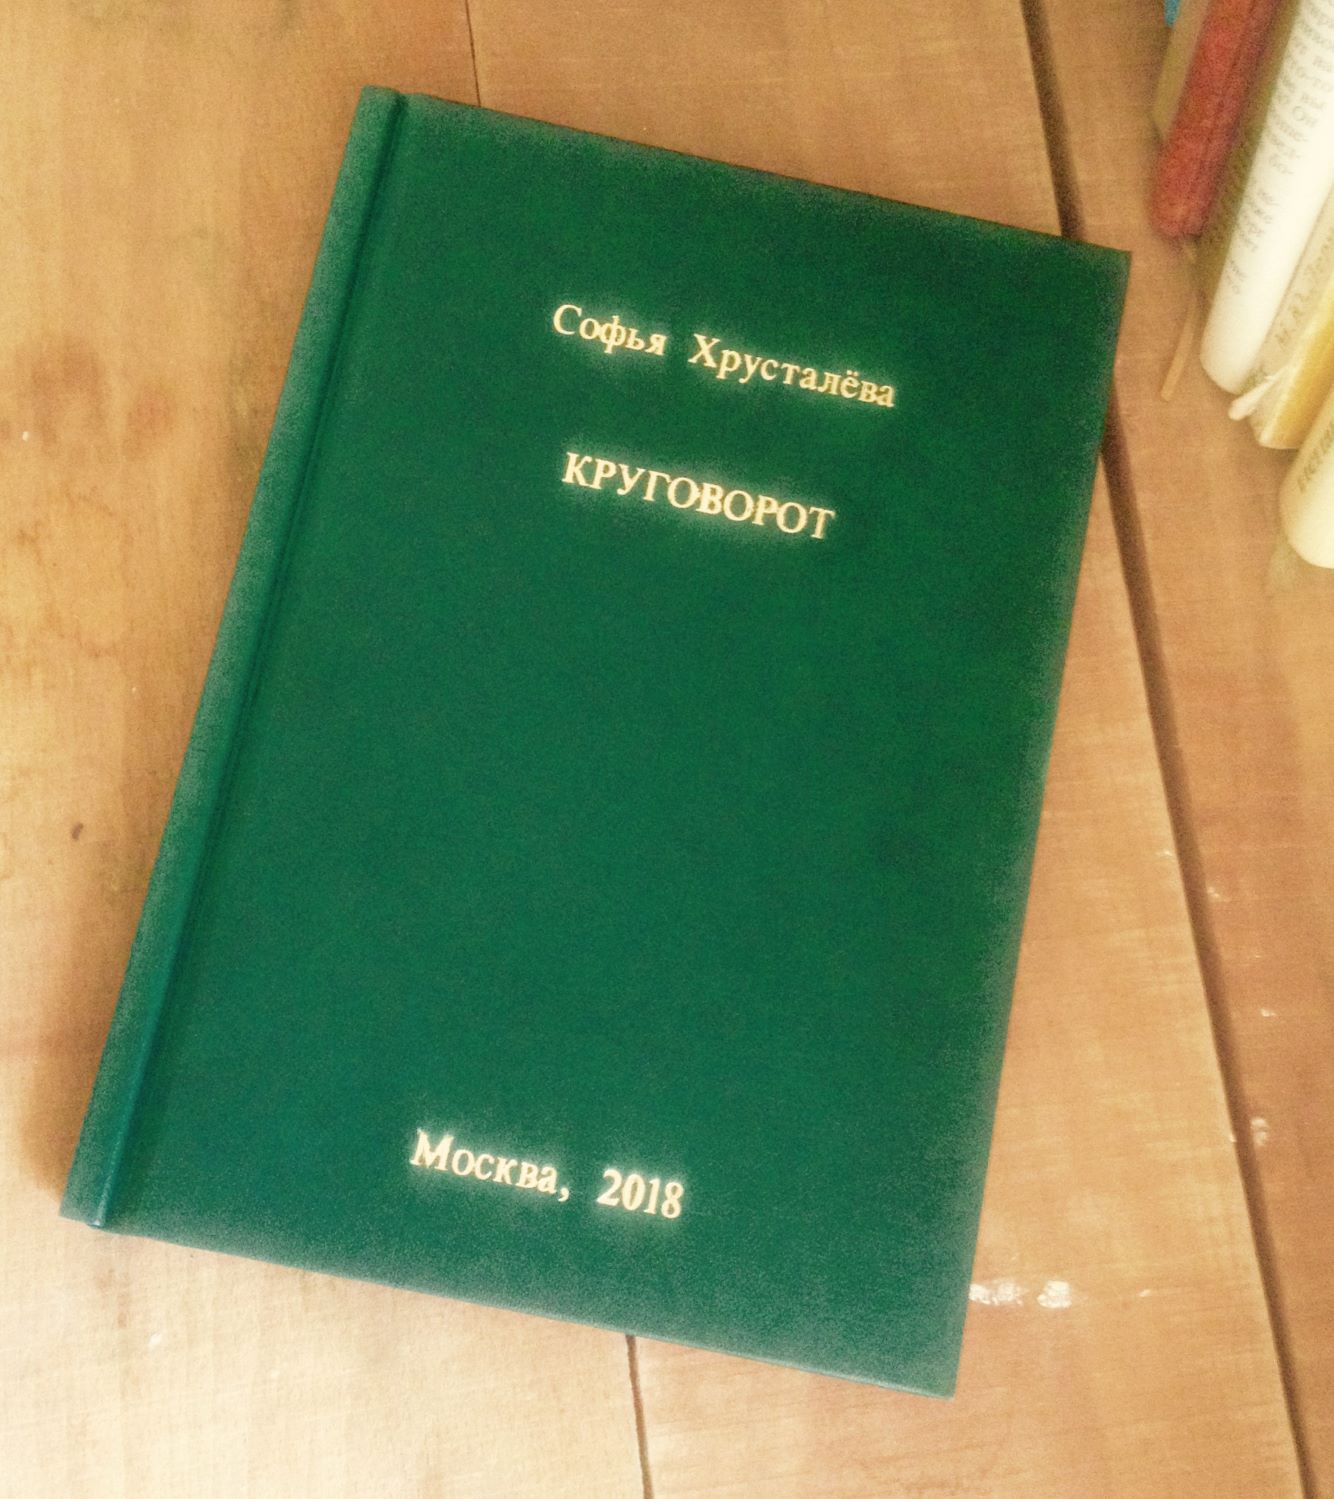 Софья Хрусталёва
КРУГОВОРОТ
Москва, 2018